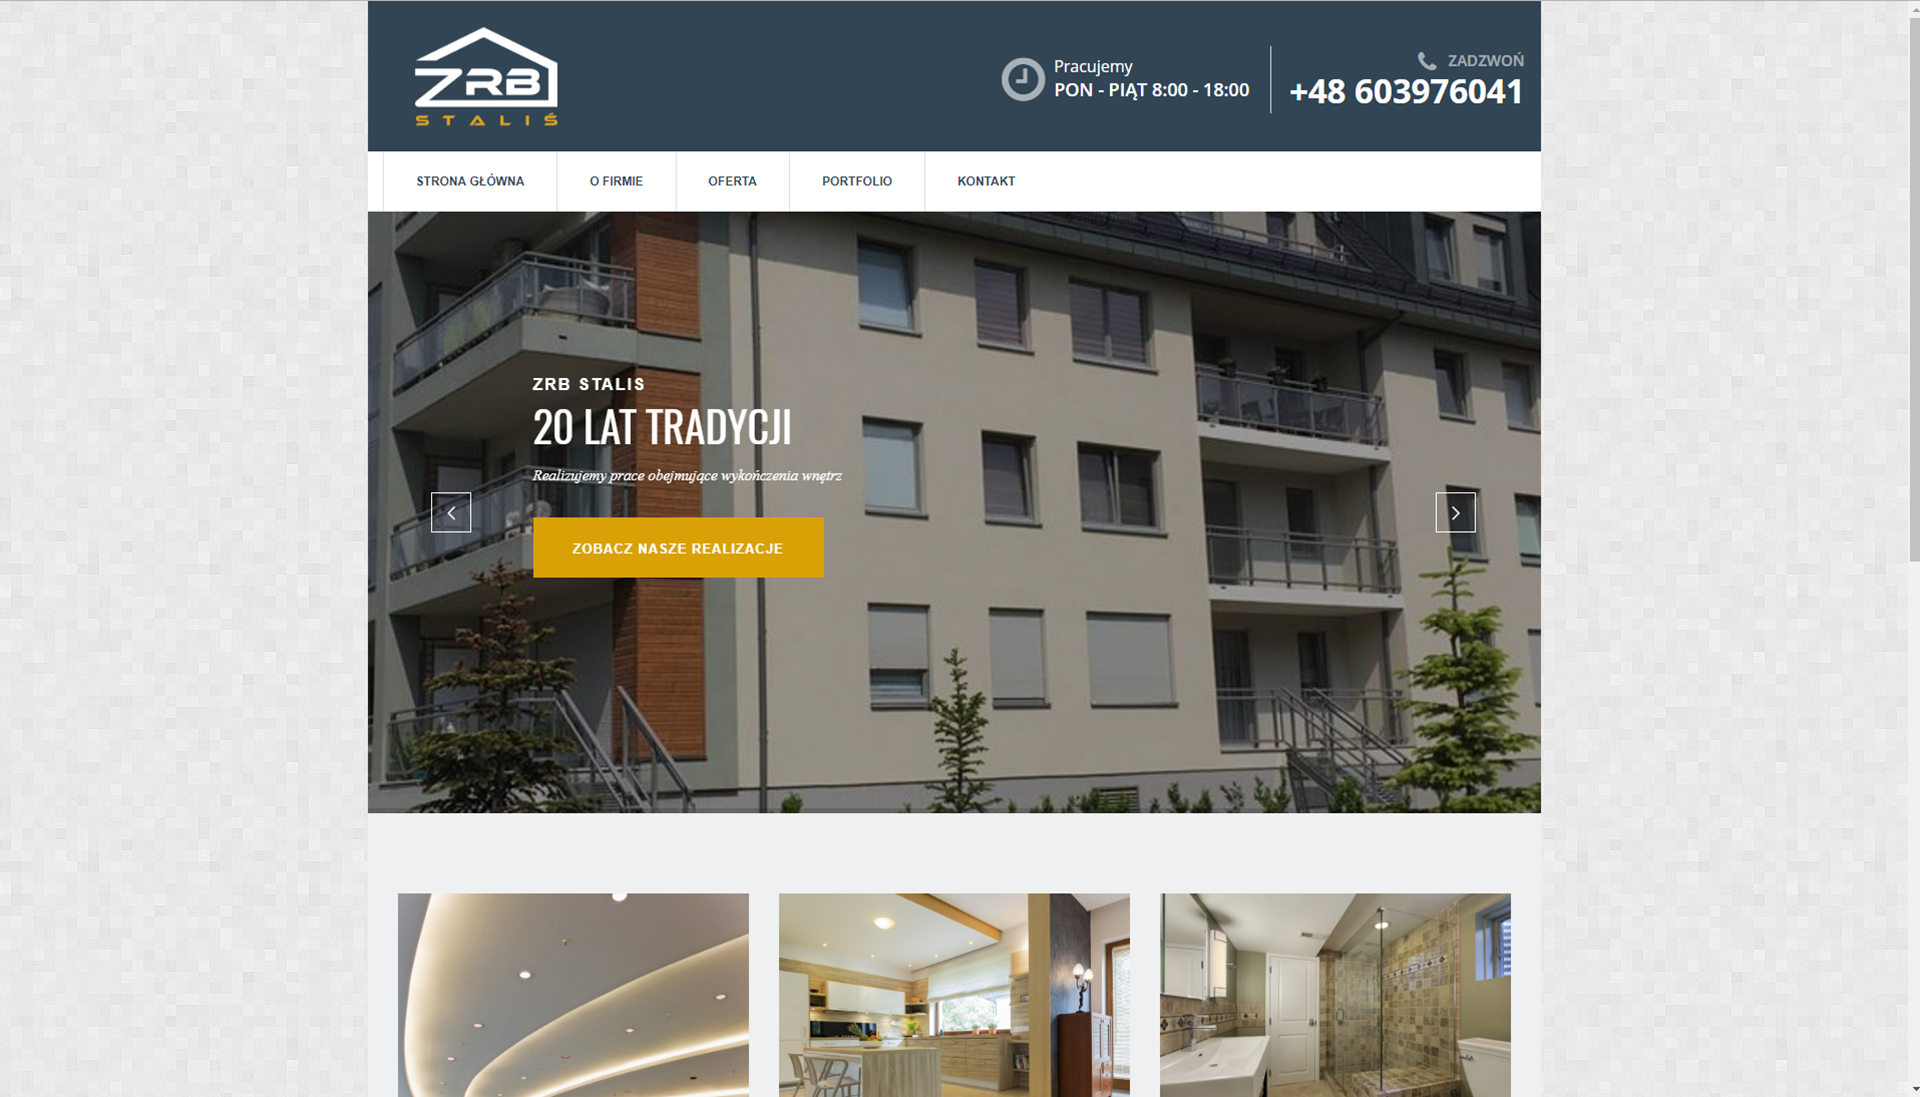 ZRB
STALIŚ
Pracujemy
PON - PIĄT 8:00 - 18:00
ZADZWOŃ
+48 603976041
STRONA GŁÓWNA
O FIRMIE
OFERTA
PORTFOLIO
KONTAKT
ZRB STALIS
20 LAT TRADYCJI
Realizujemy prace obejmujące wykończenia wnętrz
ZOBACZ NASZE REALIZACJE